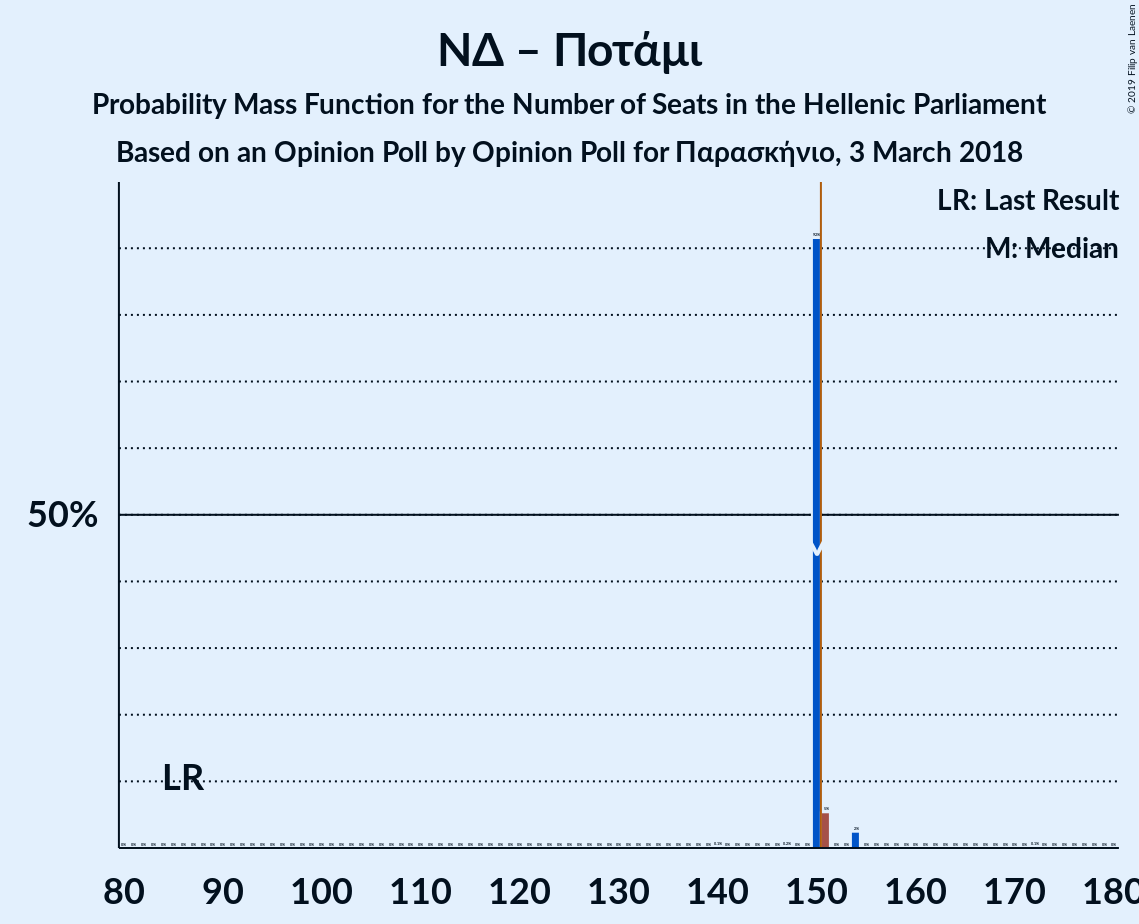 ΝΔ – Ποτάμι
Probability Mass Function for the Number of Seats in the Hellenic Parliament
Based on an Opinion Poll by Opinion Poll for Παρασκήνιο, 3 March 2018
© 2019 Filip van Laenen
LR: Last Result
M: Median
50%
LR
80 90 100 110 120 130 140 150 160 170 180